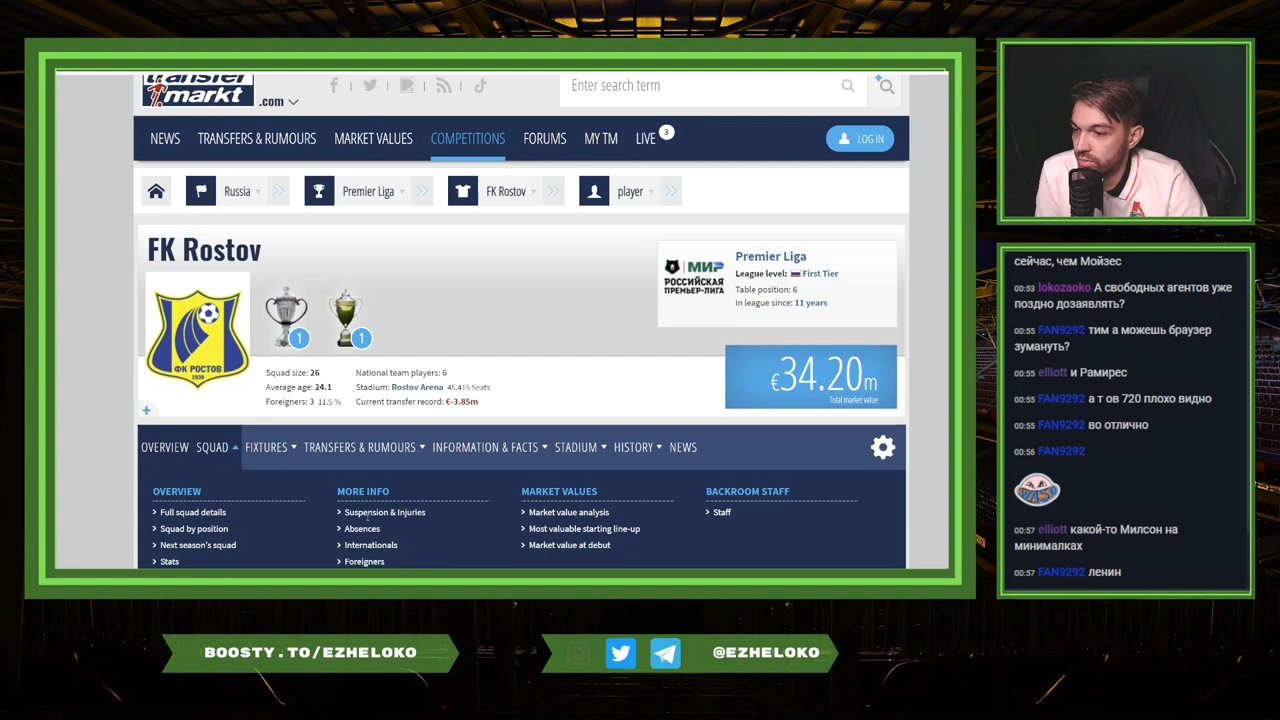 transfer
markt
.com
Enter search term
NEWS TRANSFERS & RUMOURS MARKET VALUES COMPETITIONS FORUMS MY TM LIVE 3 LOG IN
Russia Premier Liga FK Rostov player
FK Rostov
ФК РОСТОВ
1930
1 1
Squad size: 26
Average age: 24.1
Foreigners: 3 11.5 %
National team players: 6
Stadium: Rostov Arena 45.415 Seats
Current transfer record: €-3.85m
МИР
РОССИЙСКАЯ
ПРЕМЬЕР-ЛИГА
Premier Liga
League level: First Tier
Table position: 6
In league since: 11 years
€34.20m
Total market value
OVERVIEW SQUAD FIXTURES TRANSFERS & RUMOURS INFORMATION & FACTS STADIUM HISTORY NEWS
OVERVIEW
Full squad details
Squad by position
Next season's squad
Stats
MORE INFO
Suspension & Injuries
Absences
Internationals
Foreigners
MARKET VALUES
Market value analysis
Most valuable starting line-up
Market value at debut
BACKROOM STAFF
Staff
сейчас, чем Мойзес
00:53 lokozaoko А свободных агентов уже
поздно дозаявлять?
00:55 FAN9292 тим а можешь браузер
зумануть?
00:55 elliott и Рамирес
00:55 FAN9292 а т ов 720 плохо видно
00:55 FAN9292 во отлично
00:56 FAN9292
00:57 elliott какой-то Милсон на
минималках
00:57 FAN9292 ленин
BOOSTY.TO/EZHELOKO
@EZHELOKO